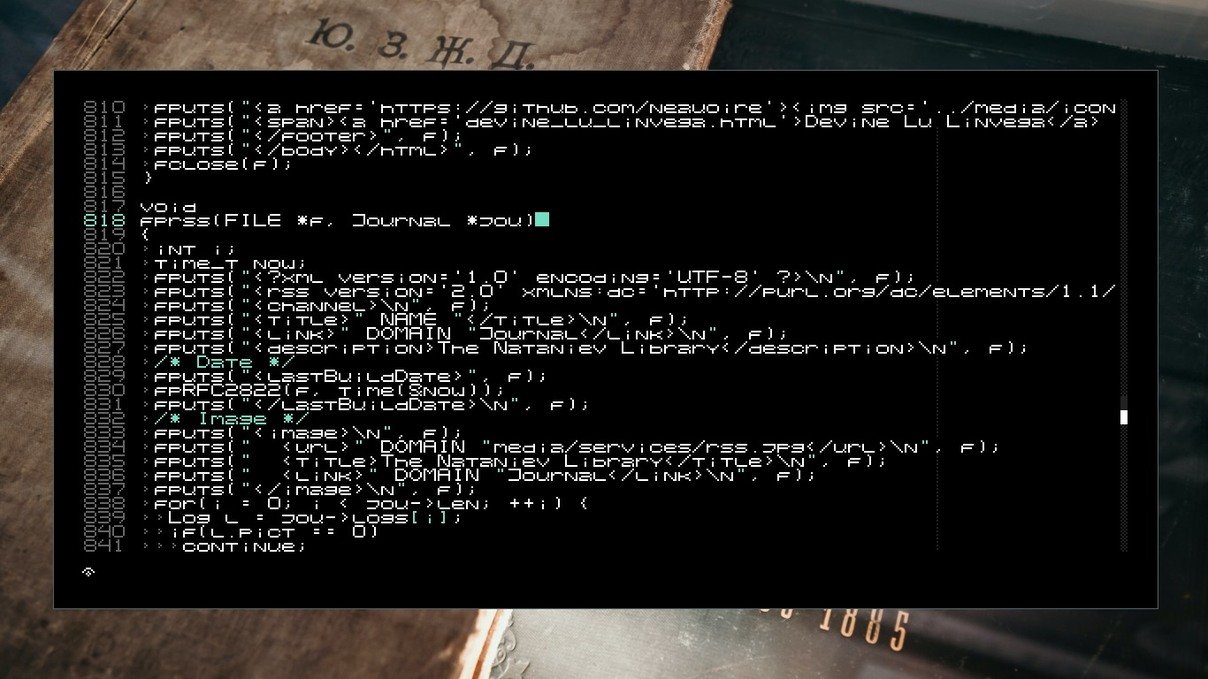 Ю. З. Ж. Д.
810 fputs("<a href='https://github.com/neauoire'><img src='../media/icon
811 fputs("<span><a href='devine_lu_linvega.html'>Devine Lu Linvega</a>
812 fputs("</footer>", f);
813 fputs("</body></html>", f);
814 fclose(f);
815 }
816
817 void
818 fprss(FILE *f, Journal *jou)
819 {
820 int i;
821 time_t now;
822 fputs("<?xml version='1.0' encoding='UTF-8' ?>\n", f);
823 fputs("<rss version='2.0' xmlns:dc='http://purl.org/dc/elements/1.1/
824 fputs("<channel>\n", f);
825 fputs("<title>" NAME "</title>\n", f);
826 fputs("<link>" DOMAIN "Journal</link>\n", f);
827 fputs("<description>The Nataniev Library</description>\n", f);
828 /* Date */
829 fputs("<lastBuildDate>", f);
830 fpRFC2822(f, time(&now));
831 fputs("</lastBuildDate>\n", f);
832 /* Image */
833 fputs("<image>\n", f);
834 fputs("  <url>" DOMAIN "media/services/rss.jpg</url>\n", f);
835 fputs("  <title>The Nataniev Library</title>\n", f);
836 fputs("  <link>" DOMAIN "Journal</link>\n", f);
837 fputs("</image>\n", f);
838 for(i = 0; i < jou->len; ++i) {
839 Log l = jou->logs[i];
840 if(l.pict == 0)
841 continue;
1885